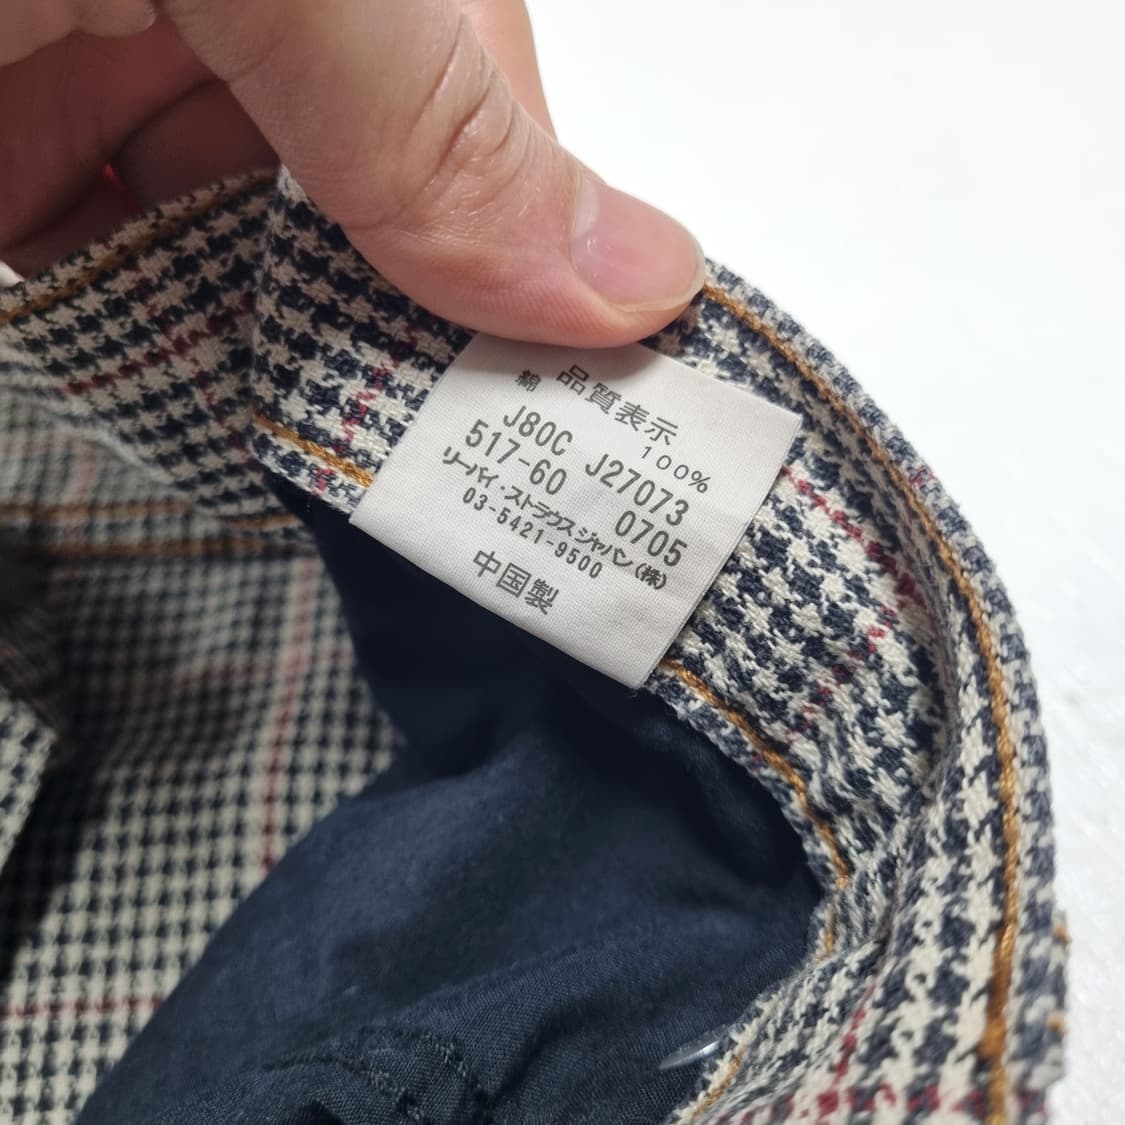 品質表示
綿 100%
J80C J27073
517-60 0705
リーバイ・ストラウス ジャパン(株)
03-5421-9500
中国製